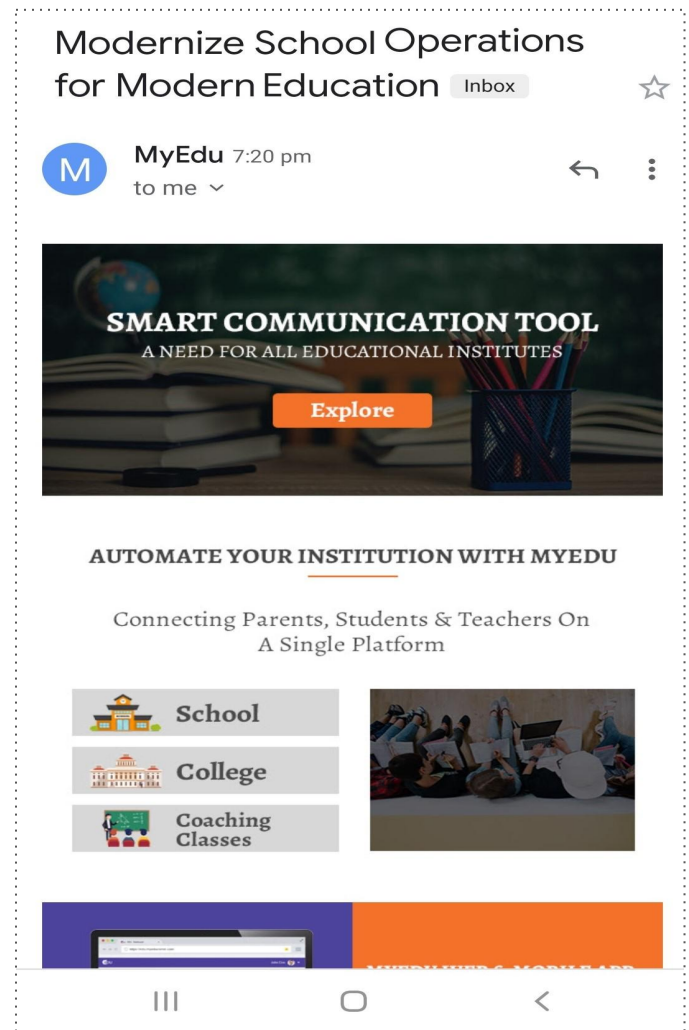 Modernize School Operations
for Modern Education Inbox
M
MyEdu 7:20 pm
to me
SMART COMMUNICATION TOOL
A NEED FOR ALL EDUCATIONAL INSTITUTES
Explore
AUTOMATE YOUR INSTITUTION WITH MYEDU
Connecting Parents, Students & Teachers On
A Single Platform
School
College
Coaching
Classes